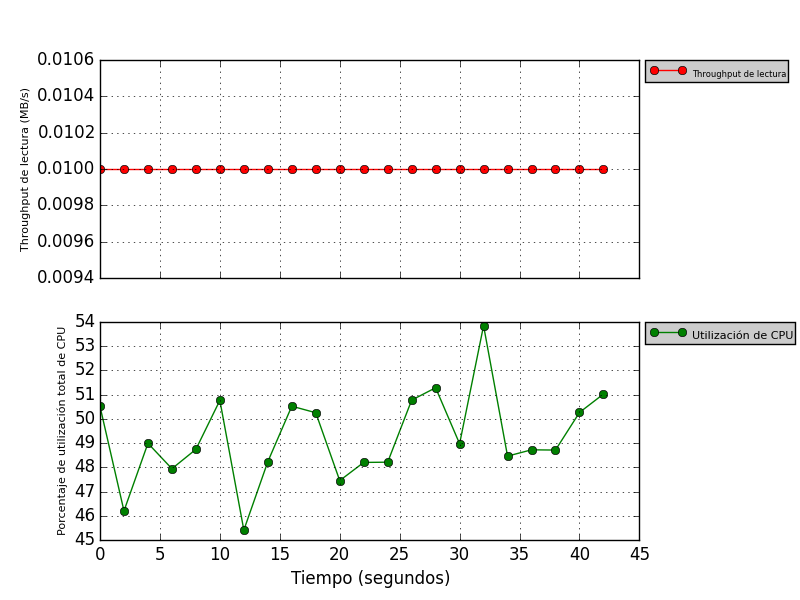 0.0106
0.0104
0.0102
0.0100
0.0098
0.0096
0.0094
Throughput de lectura (MB/s)
Throughput de lectura
54
53
52
51
50
49
48
47
46
45
Porcentaje de utilización total de CPU
Utilización de CPU
0 5 10 15 20 25 30 35 40 45
Tiempo (segundos)